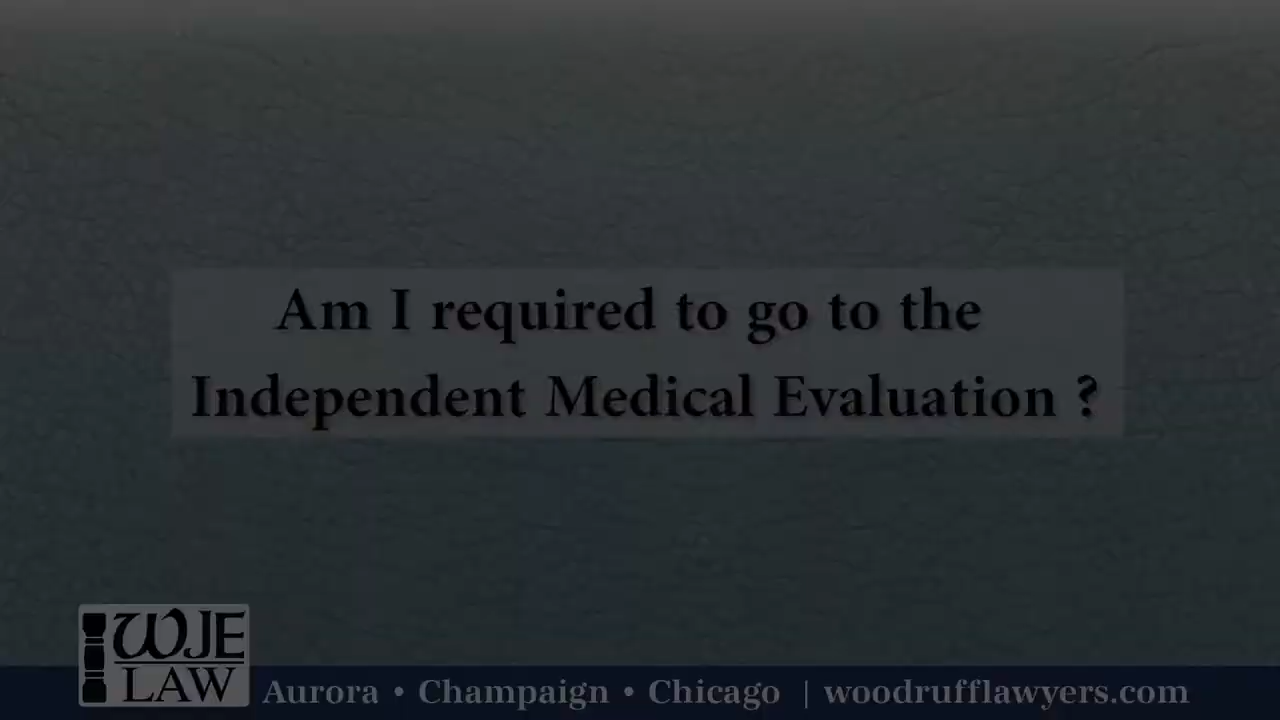 Am I required to go to the
Independent Medical Evaluation ?
WJE
LAW
Aurora • Champaign • Chicago | woodrufflawyers.com